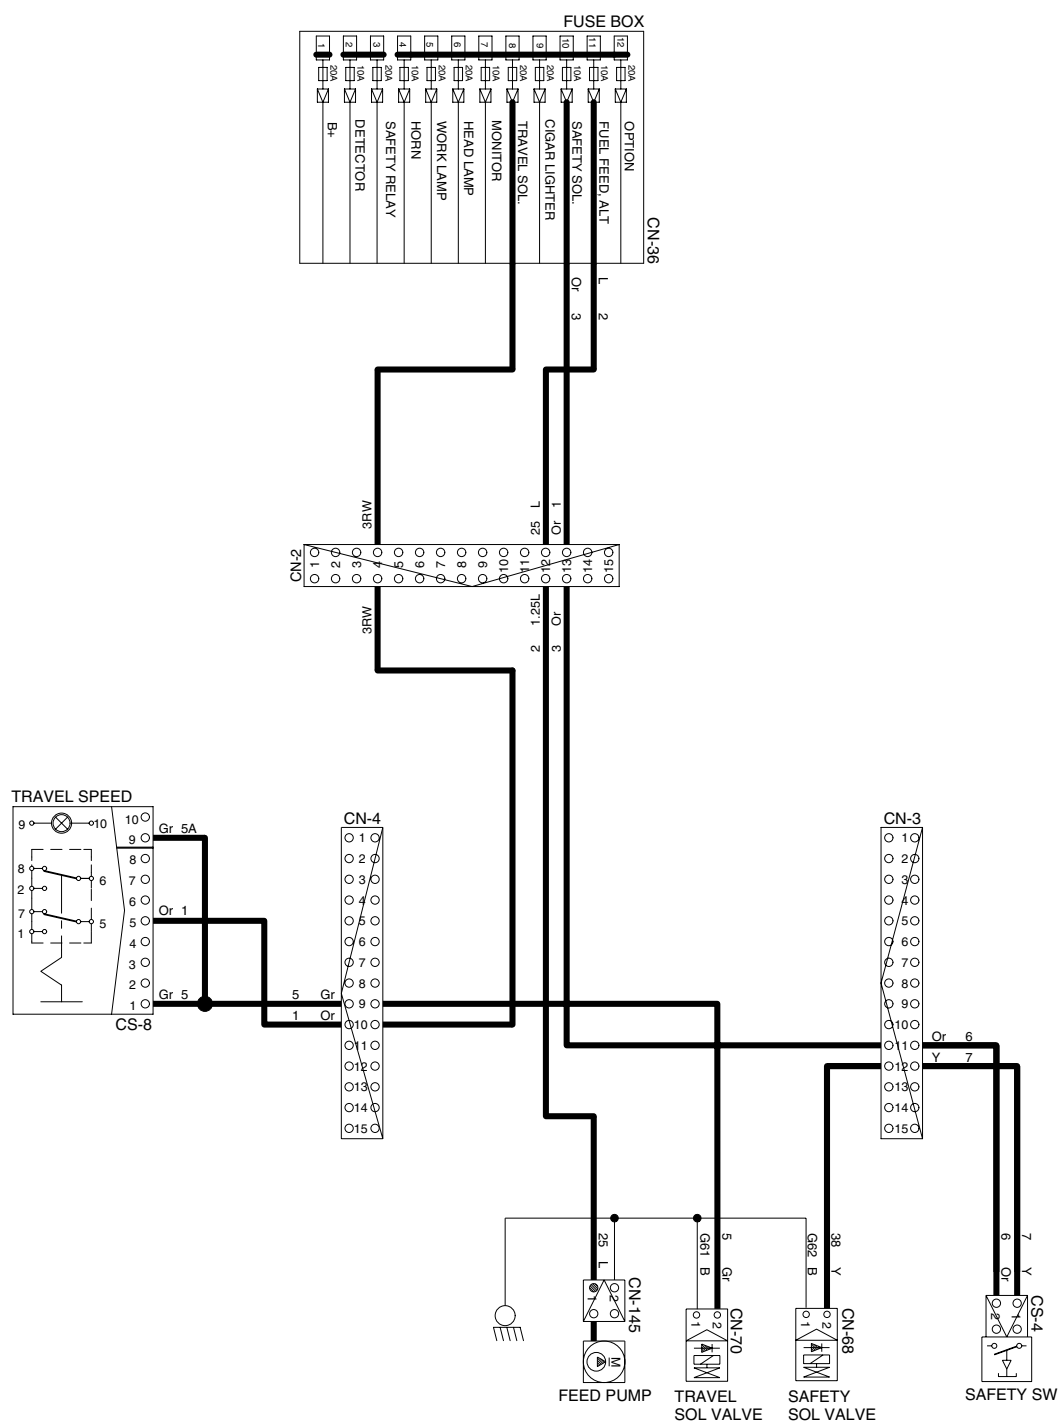 FUSE BOX
1 2 3 4 5 6 7 8 9 10 11 12
20A 10A 20A 10A 20A 20A 10A 20A 20A 10A 10A 20A
B+
DETECTOR
SAFETY RELAY
HORN
WORK LAMP
HEAD LAMP
MONITOR
TRAVEL SOL.
CIGAR LIGHTER
SAFETY SOL.
FUEL FEED, ALT
OPTION
CN-36
Or 3
L 2
3RW
25 L
Or 1
CN-2
1 2 3 4 5 6 7 8 9 10 11 12 13 14 15
3RW
2 1.25L
3 Or
TRAVEL SPEED
9 10
8 6
2
7 5
1
10
9
8
7
6
5
4
3
2
1
Gr 5A
Or 1
Gr 5
CS-8
5 Gr
1 Or
CN-4
1
2
3
4
5
6
7
8
9
10
11
12
13
14
15
CN-3
1
2
3
4
5
6
7
8
9
10
11
12
13
14
15
Or 6
Y 7
25 L
G61 B
5 Gr
G62 B
38 Y
6 Or
7 Y
1 2
CN-145
M
FEED PUMP
1 2
CN-70
TRAVEL
SOL VALVE
1 2
CN-68
SAFETY
SOL VALVE
2 1
CS-4
SAFETY SW